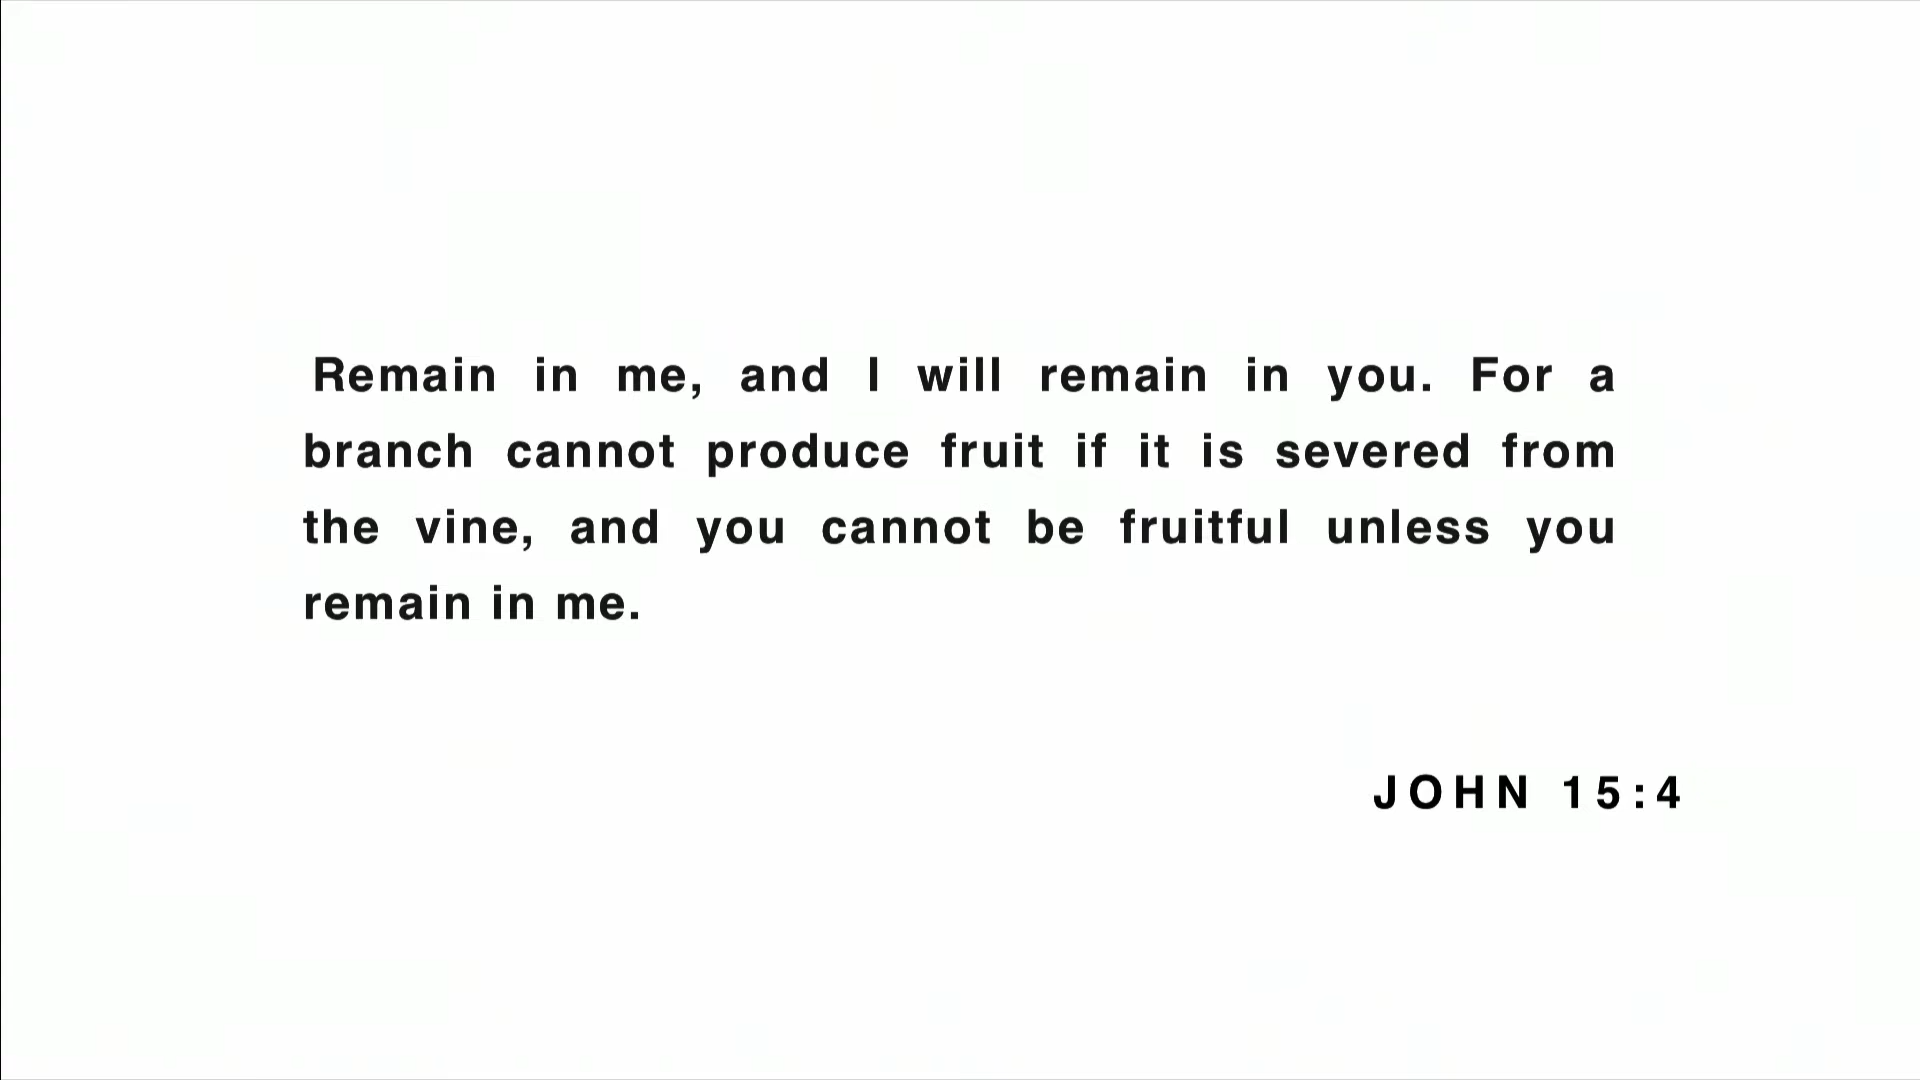 Remain in me, and I will remain in you. For a
branch cannot produce fruit if it is severed from
the vine, and you cannot be fruitful unless you
remain in me.
JOHN 15:4